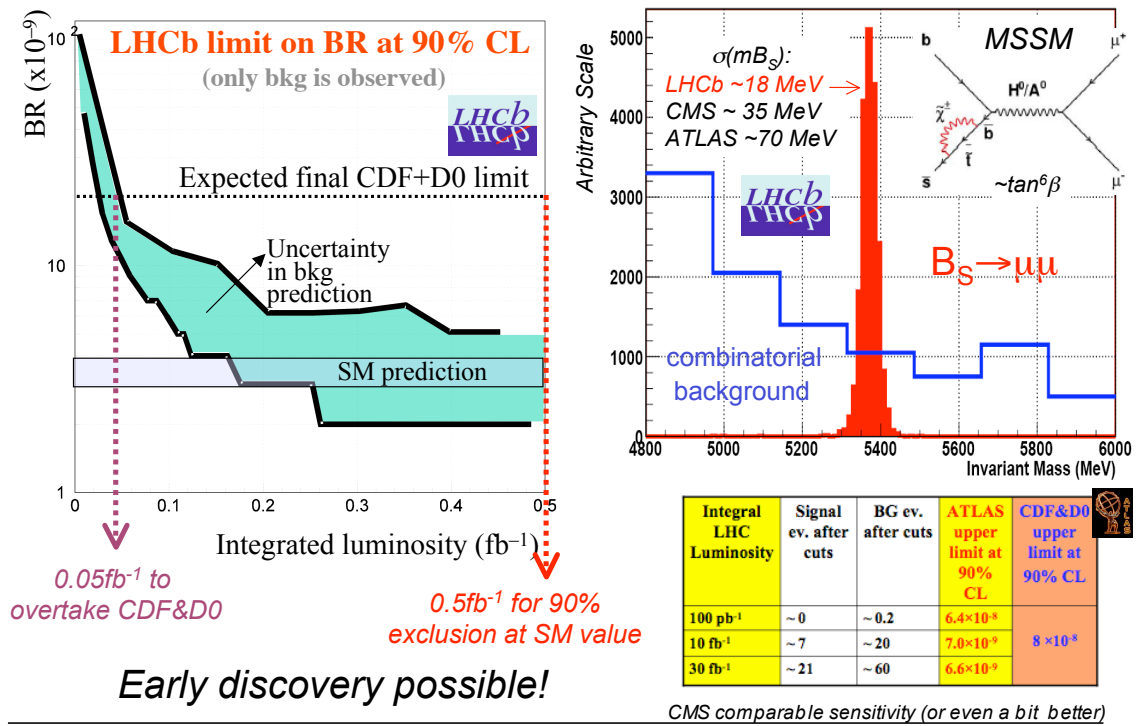 LHCb limit on BR at 90% CL
(only bkg is observed)
BR (x10⁻⁹)
10²
10
1
LHCb
LHCb
Expected final CDF+D0 limit
Uncertainty
in bkg
prediction
SM prediction
0 0.1 0.2 0.3 0.4 0.5
Integrated luminosity (fb⁻¹)
0.05fb⁻¹ to
overtake CDF&D0
0.5fb⁻¹ for 90%
exclusion at SM value
Early discovery possible!
Arbitrary Scale
5000
4000
3000
2000
1000
0
σ(mB_S):
LHCb ~18 MeV
CMS ~ 35 MeV
ATLAS ~70 MeV
MSSM
b
μ⁺
H⁰/A⁰
χ̃±
b̄
t̃
s̄
μ⁻
~tan⁶β
LHCb
LHCb
B_S→μμ
combinatorial
background
4800 5000 5200 5400 5600 5800 6000
Invariant Mass (MeV)
Integral LHC Luminosity | Signal ev. after cuts | BG ev. after cuts | ATLAS upper limit at 90% CL | CDF&D0 upper limit at 90% CL
100 pb⁻¹ | ~ 0 | ~ 0.2 | 6.4×10⁻⁸ | 8 ×10⁻⁸
10 fb⁻¹ | ~ 7 | ~ 20 | 7.0×10⁻⁹
30 fb⁻¹ | ~ 21 | ~ 60 | 6.6×10⁻⁹
ATLAS
CMS comparable sensitivity (or even a bit better)